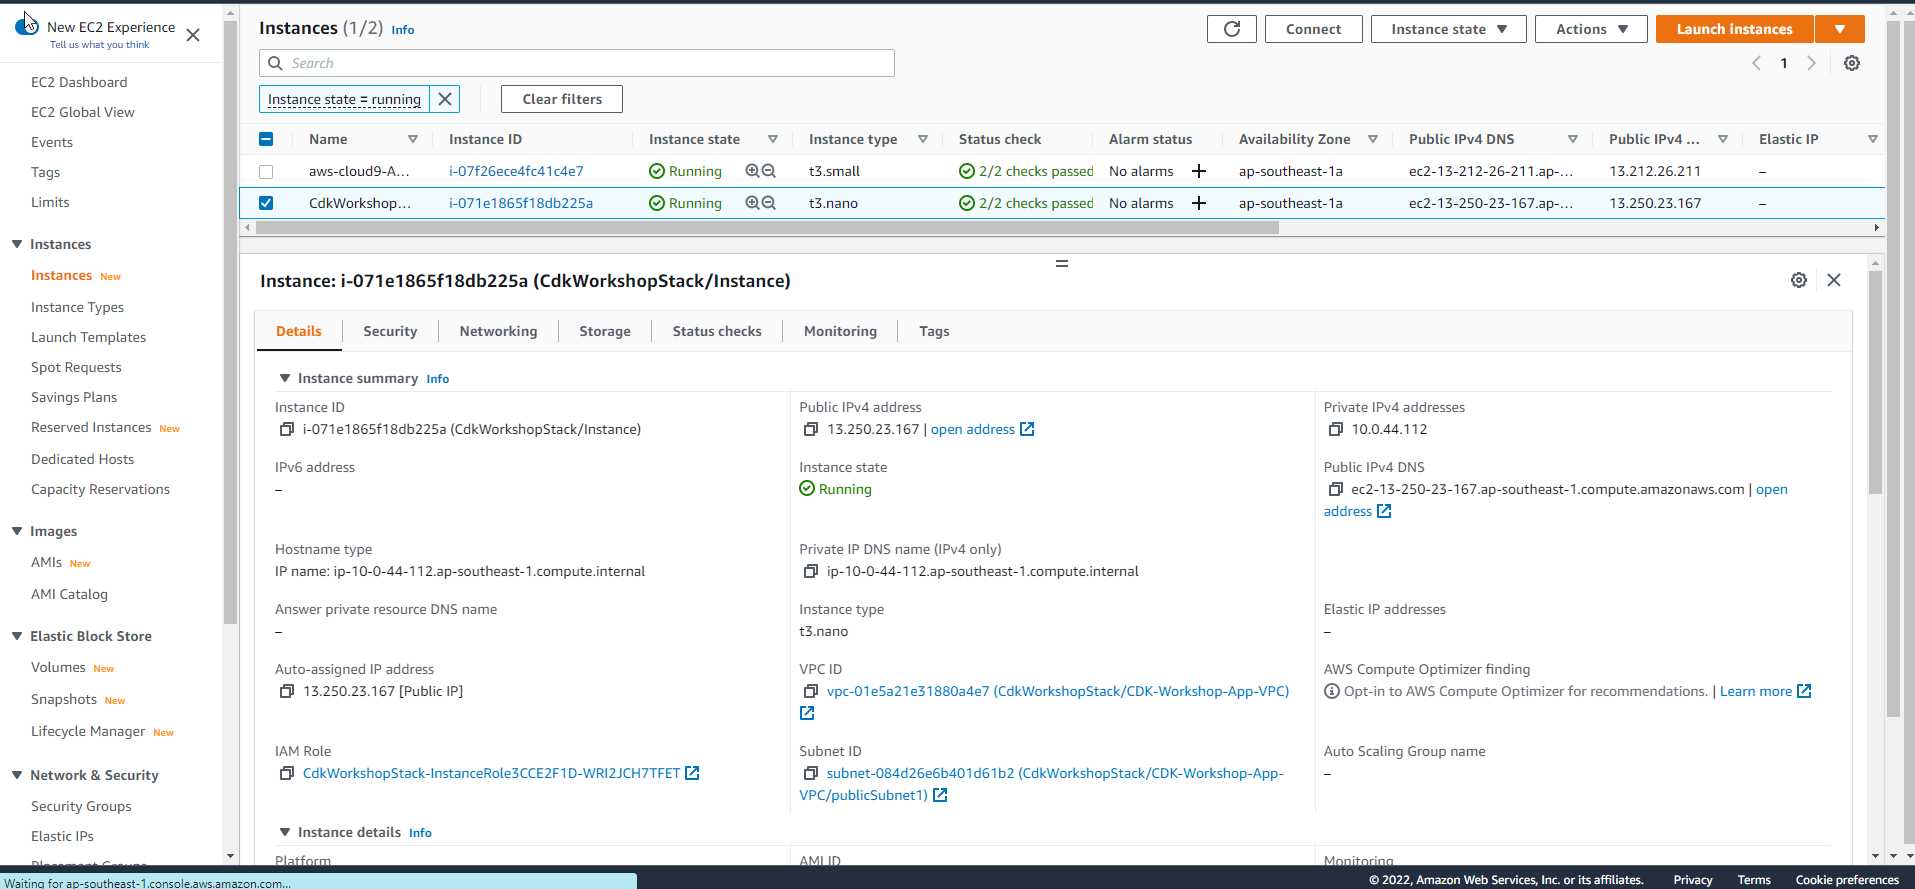 New EC2 Experience
Tell us what you think
EC2 Dashboard
EC2 Global View
Events
Tags
Limits
Instances
Instances New
Instance Types
Launch Templates
Spot Requests
Savings Plans
Reserved Instances New
Dedicated Hosts
Capacity Reservations
Images
AMIs New
AMI Catalog
Elastic Block Store
Volumes New
Snapshots New
Lifecycle Manager New
Network & Security
Security Groups
Elastic IPs
Placement Groups
Instances (1/2) Info
Connect
Instance state
Actions
Launch instances
Search
1
Instance state = running
Clear filters
Name Instance ID Instance state Instance type Status check Alarm status Availability Zone Public IPv4 DNS Public IPv4 ... Elastic IP
aws-cloud9-A... i-07f26ece4fc41c4e7 Running t3.small 2/2 checks passed No alarms + ap-southeast-1a ec2-13-212-26-211.ap-... 13.212.26.211 –
CdkWorkshop... i-071e1865f18db225a Running t3.nano 2/2 checks passed No alarms + ap-southeast-1a ec2-13-250-23-167.ap-... 13.250.23.167 –
Instance: i-071e1865f18db225a (CdkWorkshopStack/Instance)
Details Security Networking Storage Status checks Monitoring Tags
Instance summary Info
Instance ID
i-071e1865f18db225a (CdkWorkshopStack/Instance)
Public IPv4 address
13.250.23.167 | open address
Private IPv4 addresses
10.0.44.112
IPv6 address
–
Instance state
Running
Public IPv4 DNS
ec2-13-250-23-167.ap-southeast-1.compute.amazonaws.com | open
address
Hostname type
IP name: ip-10-0-44-112.ap-southeast-1.compute.internal
Private IP DNS name (IPv4 only)
ip-10-0-44-112.ap-southeast-1.compute.internal
Answer private resource DNS name
–
Instance type
t3.nano
Elastic IP addresses
–
Auto-assigned IP address
13.250.23.167 [Public IP]
VPC ID
vpc-01e5a21e31880a4e7 (CdkWorkshopStack/CDK-Workshop-App-VPC)
AWS Compute Optimizer finding
Opt-in to AWS Compute Optimizer for recommendations. | Learn more
IAM Role
CdkWorkshopStack-InstanceRole3CCE2F1D-WRI2JCH7TFET
Subnet ID
subnet-084d26e6b401d61b2 (CdkWorkshopStack/CDK-Workshop-App-
VPC/publicSubnet1)
Auto Scaling Group name
–
Instance details Info
Platform
AMI ID
Monitoring
Waiting for ap-southeast-1.console.aws.amazon.com...
© 2022, Amazon Web Services, Inc. or its affiliates. Privacy Terms Cookie preferences